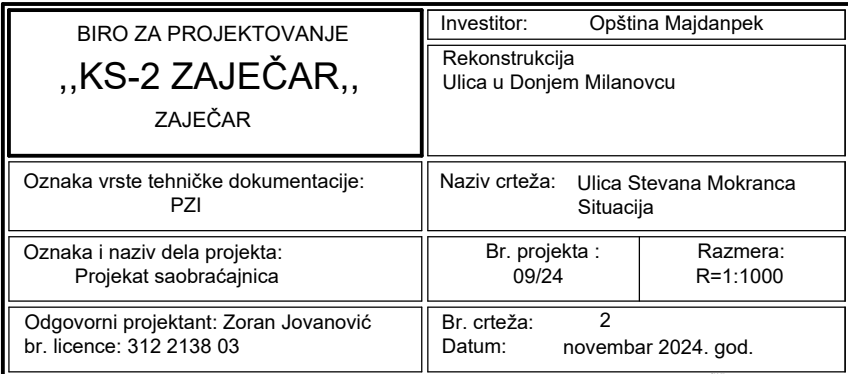 BIRO ZA PROJEKTOVANJE
,,KS-2 ZAJEČAR,,
ZAJEČAR
Investitor: Opština Majdanpek
Rekonstrukcija
Ulica u Donjem Milanovcu
Oznaka vrste tehničke dokumentacije:
PZI
Naziv crteža: Ulica Stevana Mokranca
Situacija
Oznaka i naziv dela projekta:
Projekat saobraćajnica
Br. projekta :
09/24
Razmera:
R=1:1000
Odgovorni projektant: Zoran Jovanović
br. licence: 312 2138 03
Br. crteža: 2
Datum: novembar 2024. god.